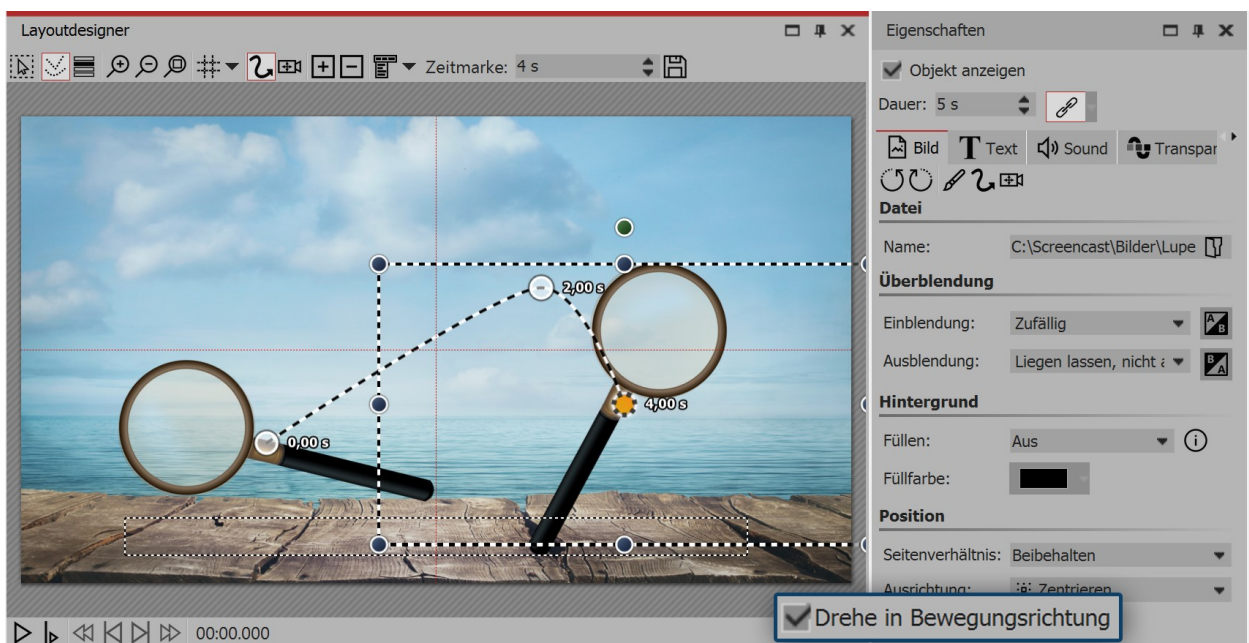 Layoutdesigner
Zeitmarke: 4 s
2,00 s
4,00 s
0,00 s
00:00.000
Eigenschaften
Objekt anzeigen
Dauer: 5 s
Bild T Text Sound Transpar
Datei
Name: C:\Screencast\Bilder\Lupe
Überblendung
Einblendung: Zufällig A B
Ausblendung: Liegen lassen, nicht B A
Hintergrund
Füllen: Aus
Füllfarbe:
Position
Seitenverhältnis: Beibehalten
Ausrichtung: Zentrieren
Drehe in Bewegungsrichtung